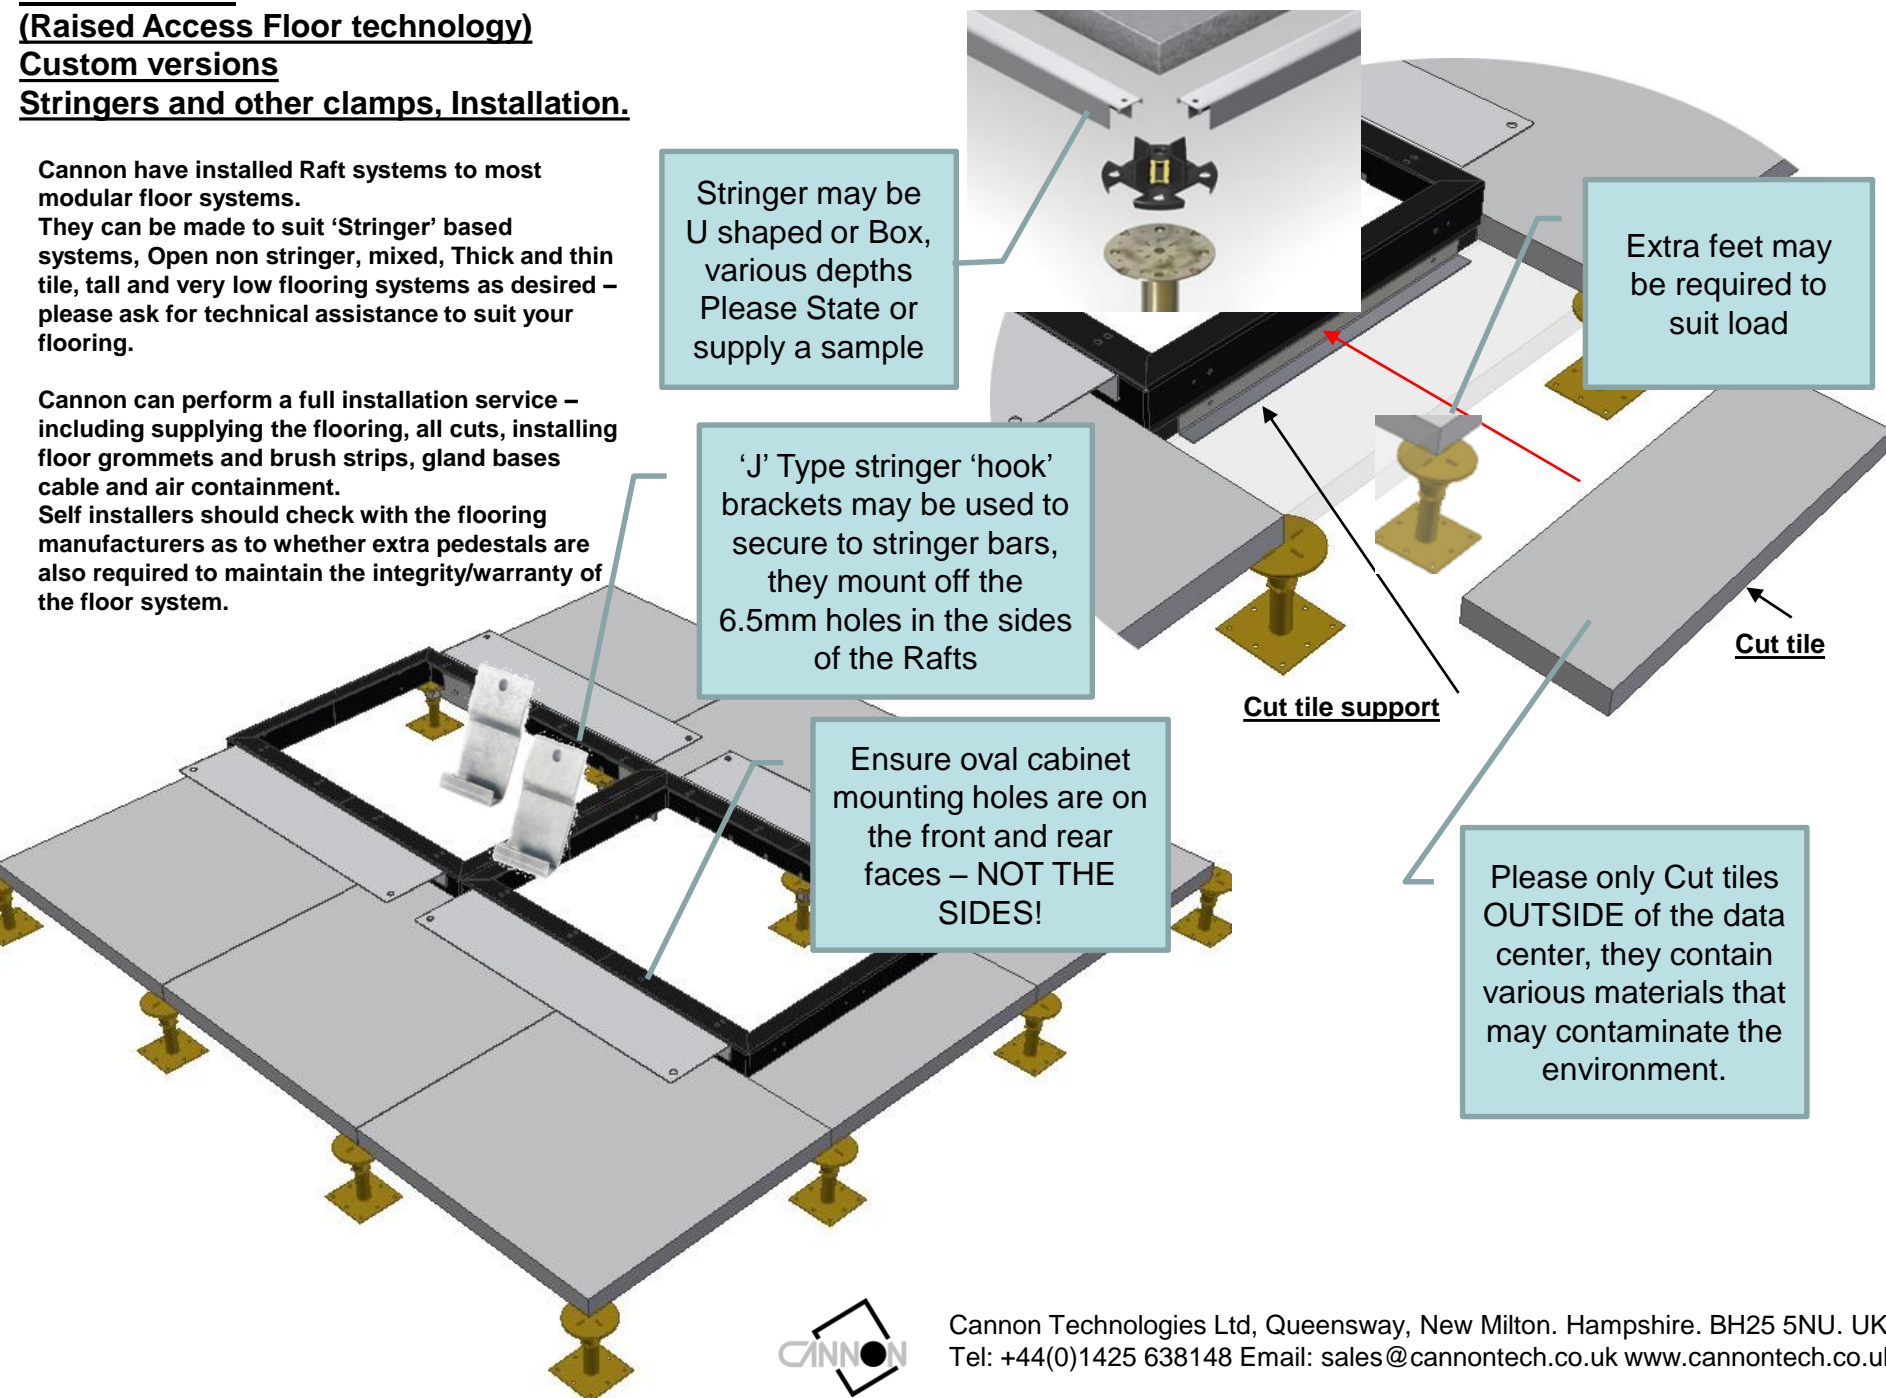 (Raised Access Floor technology)
Custom versions
Stringers and other clamps, Installation.
Cannon have installed Raft systems to most
modular floor systems.
They can be made to suit ‘Stringer’ based
systems, Open non stringer, mixed, Thick and thin
tile, tall and very low flooring systems as desired –
please ask for technical assistance to suit your
flooring.
Cannon can perform a full installation service –
including supplying the flooring, all cuts, installing
floor grommets and brush strips, gland bases
cable and air containment.
Self installers should check with the flooring
manufacturers as to whether extra pedestals are
also required to maintain the integrity/warranty of
the floor system.
Stringer may be
U shaped or Box,
various depths
Please State or
supply a sample
Extra feet may
be required to
suit load
‘J’ Type stringer ‘hook’
brackets may be used to
secure to stringer bars,
they mount off the
6.5mm holes in the sides
of the Rafts
Cut tile
Cut tile support
Ensure oval cabinet
mounting holes are on
the front and rear
faces – NOT THE
SIDES!
Please only Cut tiles
OUTSIDE of the data
center, they contain
various materials that
may contaminate the
environment.
CANNON
Cannon Technologies Ltd, Queensway, New Milton. Hampshire. BH25 5NU. UK
Tel: +44(0)1425 638148 Email: sales@cannontech.co.uk www.cannontech.co.uk